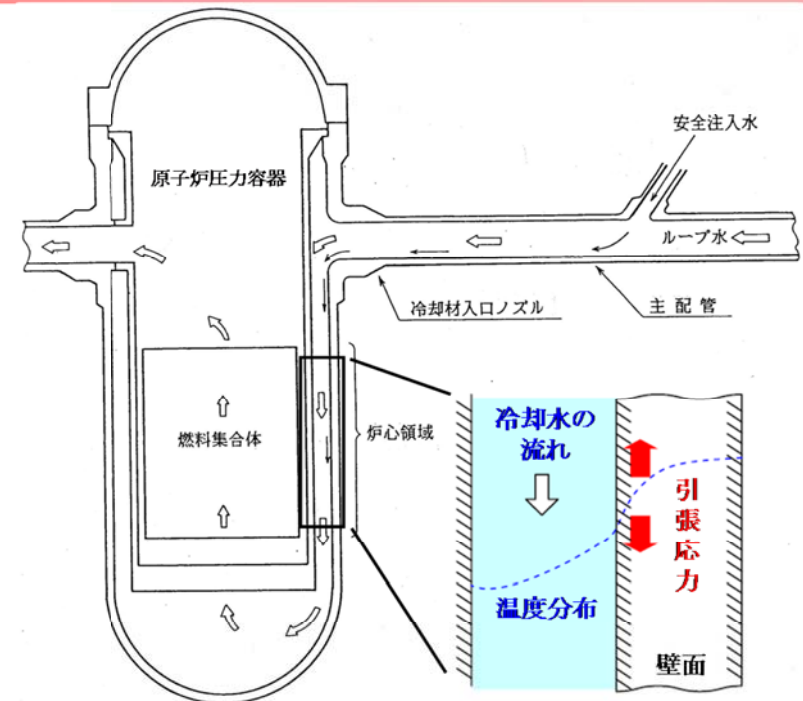 安全注入水
原子炉圧力容器
ループ水
冷却材入口ノズル
主配管
燃料集合体
炉心領域
冷却水の
流れ
引張応力
温度分布
壁面